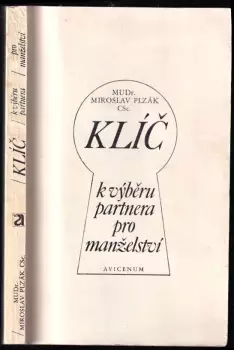 MUDr.
MIROSLAV PLZÁK
CSc.
KLÍČ
k výběru
partnera
pro
manželství
AVICENUM
MUDr.
MIROSLAV PLZÁK CSc.
KLÍČ
k výběru
partnera
pro
manželství